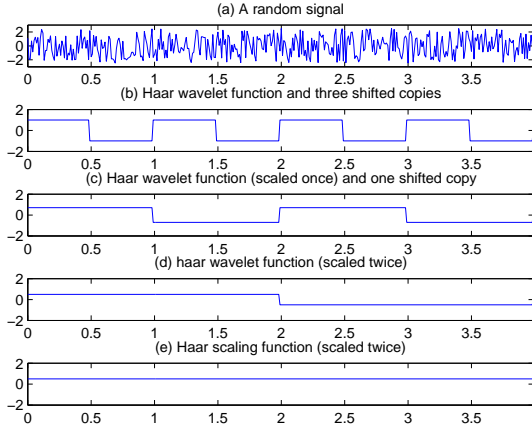 (a) A random signal
2
0
−2
0 0.5 1 1.5 2 2.5 3 3.5
(b) Haar wavelet function and three shifted copies
2
0
−2
0 0.5 1 1.5 2 2.5 3 3.5
(c) Haar wavelet function (scaled once) and one shifted copy
2
0
−2
0 0.5 1 1.5 2 2.5 3 3.5
(d) haar wavelet function (scaled twice)
2
0
−2
0 0.5 1 1.5 2 2.5 3 3.5
(e) Haar scaling function (scaled twice)
2
0
−2
0 0.5 1 1.5 2 2.5 3 3.5